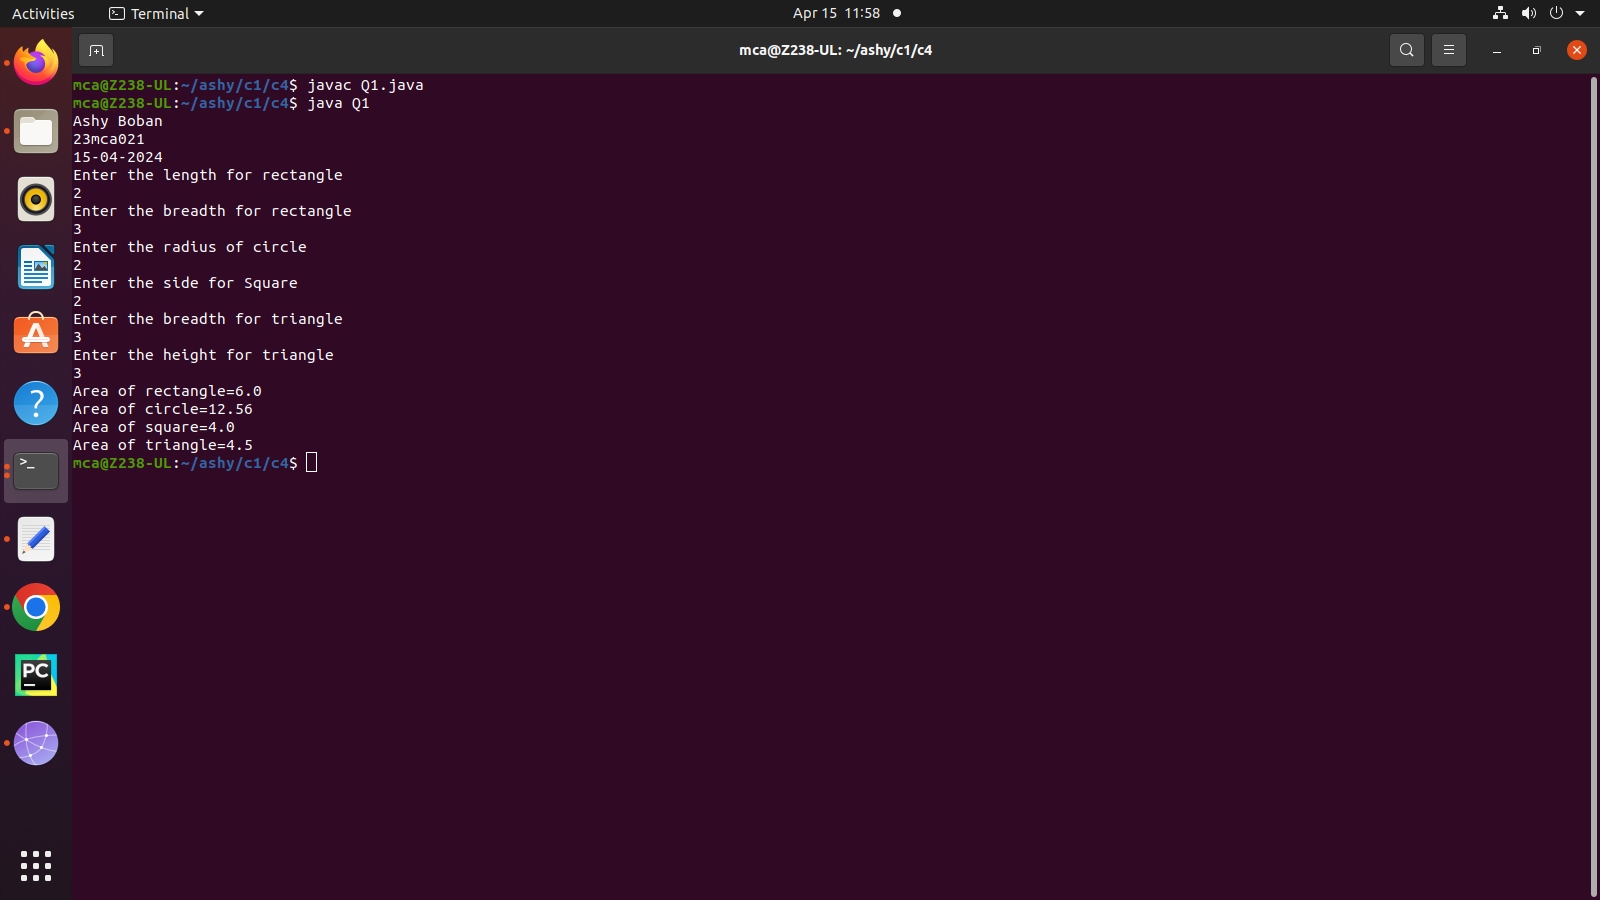 Activities
Terminal
Apr 15 11:58
mca@Z238-UL: ~/ashy/c1/c4
mca@Z238-UL:~/ashy/c1/c4$ javac Q1.java
mca@Z238-UL:~/ashy/c1/c4$ java Q1
Ashy Boban
23mca021
15-04-2024
Enter the length for rectangle
2
Enter the breadth for rectangle
3
Enter the radius of circle
2
Enter the side for Square
2
Enter the breadth for triangle
3
Enter the height for triangle
3
Area of rectangle=6.0
Area of circle=12.56
Area of square=4.0
Area of triangle=4.5
mca@Z238-UL:~/ashy/c1/c4$
?
>_
PC